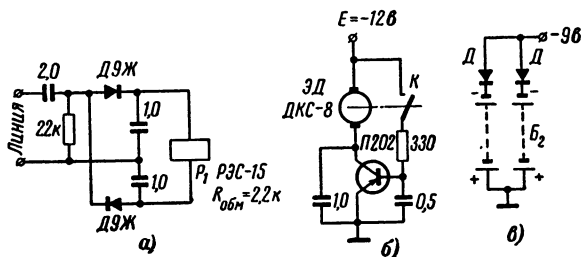 Линия
2,0
Д9Ж
22к
1,0
1,0
Д9Ж
P₁ РЭС-15
Rобм=2,2к
а)
E=-12в
ЭД
ДКС-8
К
П202
330
1,0
0,5
б)
-9в
Д
Д
-
-
Б₂
+
+
в)